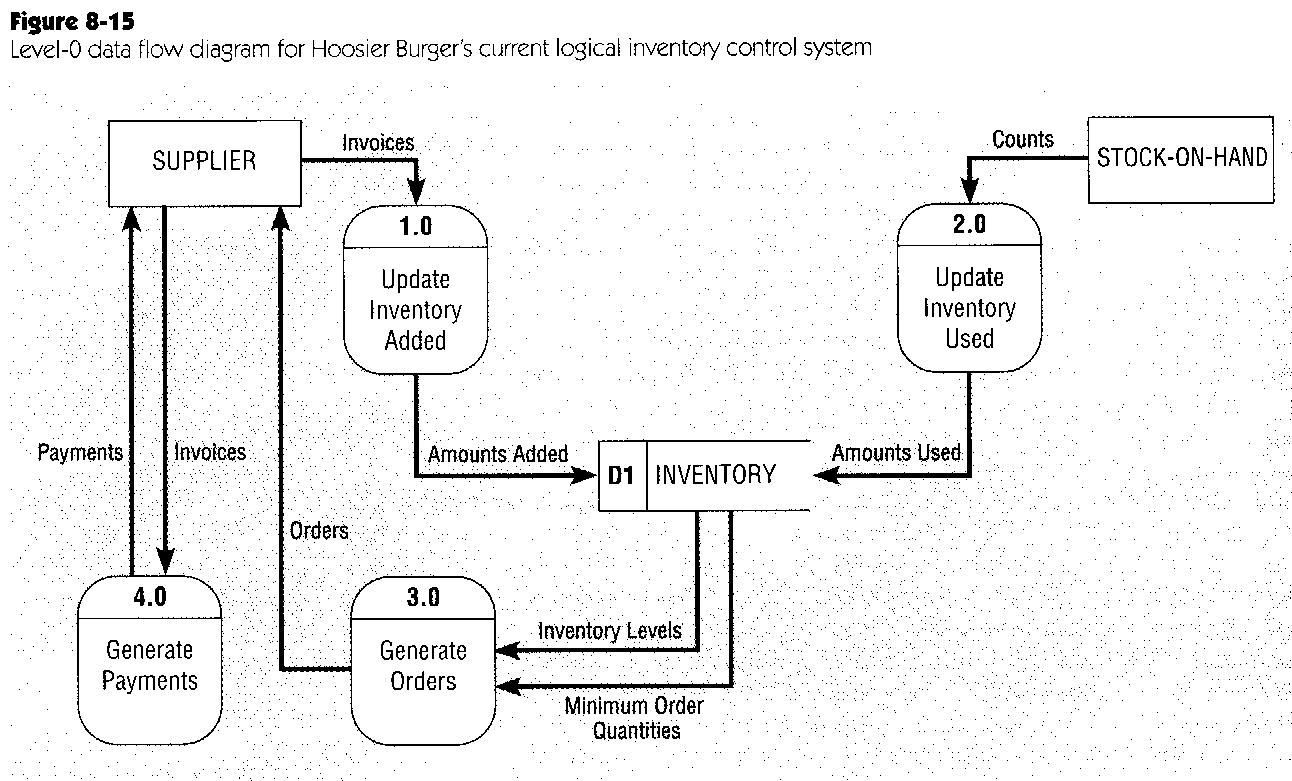 Figure 8-15
Level-0 data flow diagram for Hoosier Burger's current logical inventory control system
SUPPLIER
Invoices
Counts
STOCK-ON-HAND
1.0
Update
Inventory
Added
2.0
Update
Inventory
Used
Payments
Invoices
Amounts Added
D1
INVENTORY
Amounts Used
Orders
4.0
Generate
Payments
3.0
Generate
Orders
Inventory Levels
Minimum Order
Quantities